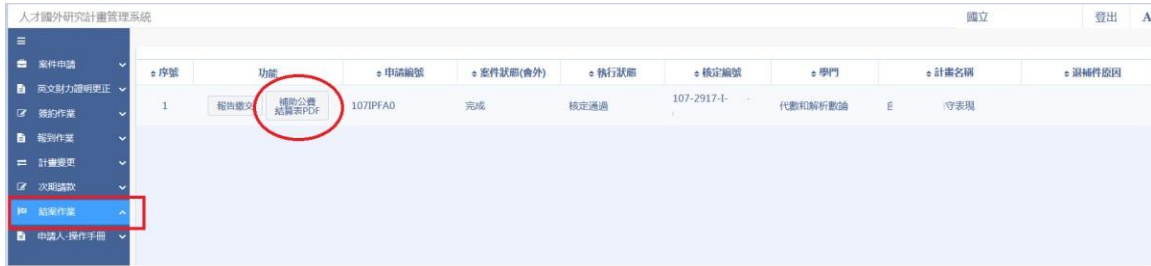 人才國外研究計畫管理系統
國立
登出
A
案件申請
英文財力證明更正
簽約作業
報到作業
計畫變更
次期請款
結案作業
申請人-操作手冊
序號
功能
申請編號
案件狀態(會外)
執行狀態
核定編號
學門
計畫名稱
退補件原因
1
報告繳交
補助公費
結算表PDF
107IPFA0
完成
核定通過
107-2917-I-
代數和解析數論
守表現